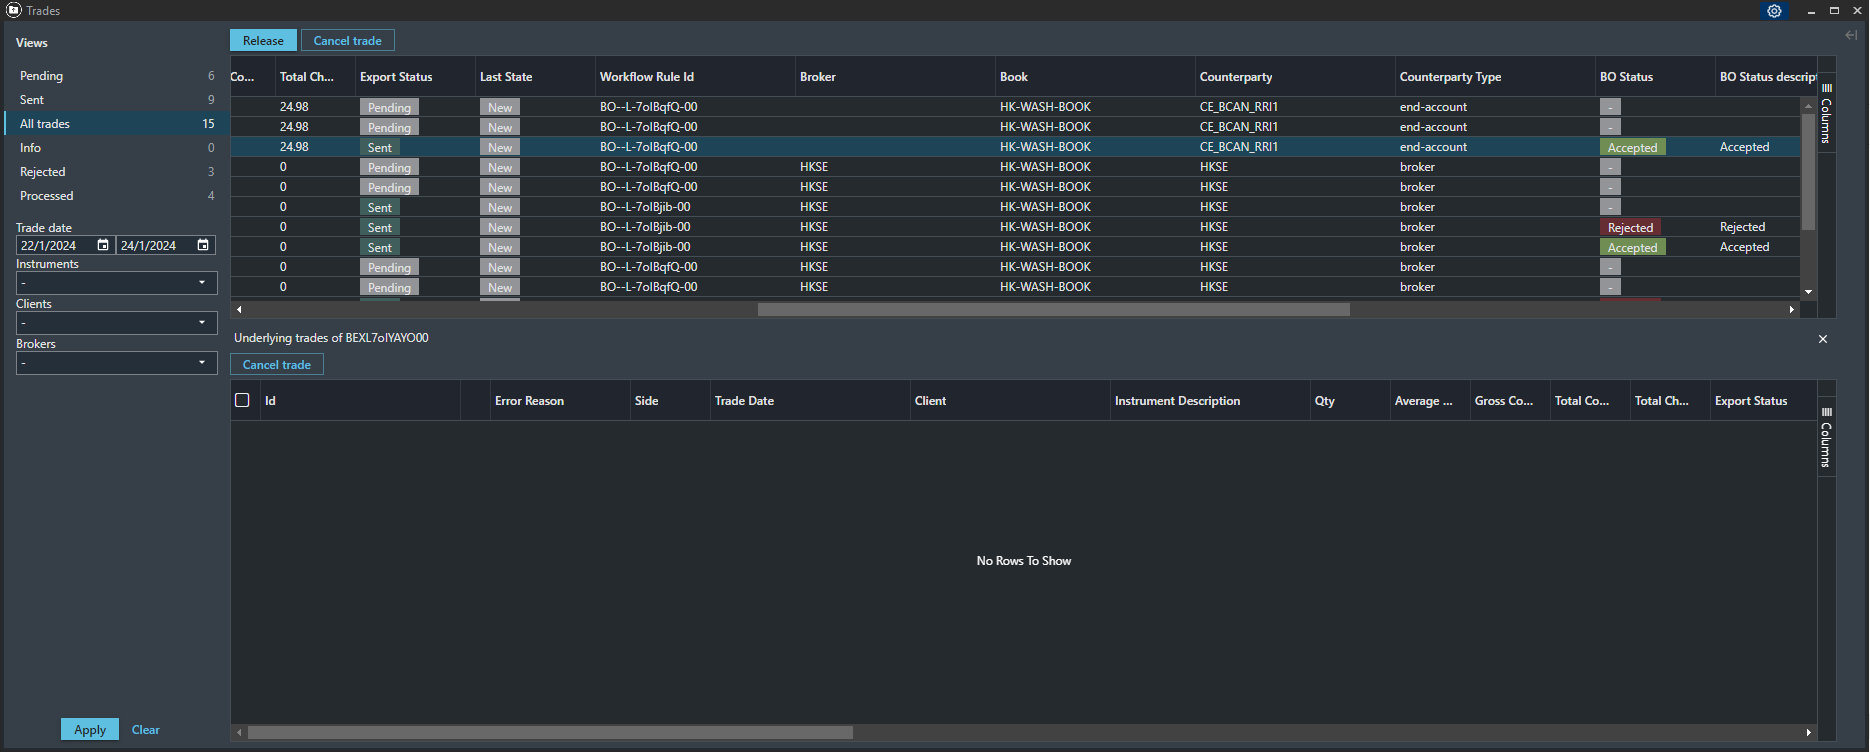 Trades
Views
Pending 6
Sent 9
All trades 15
Info 0
Rejected 3
Processed 4
Trade date
22/1/2024 24/1/2024
Instruments
-
Clients
-
Brokers
-
Apply Clear
Release Cancel trade
Co... Total Ch... Export Status Last State Workflow Rule Id Broker Book Counterparty Counterparty Type BO Status BO Status descript
24.98 Pending New BO--L-7olBqfQ-00 HK-WASH-BOOK CE_BCAN_RRI1 end-account -
24.98 Pending New BO--L-7olBqfQ-00 HK-WASH-BOOK CE_BCAN_RRI1 end-account -
24.98 Sent New BO--L-7olBqfQ-00 HK-WASH-BOOK CE_BCAN_RRI1 end-account Accepted Accepted
0 Pending New BO--L-7olBqfQ-00 HKSE HK-WASH-BOOK HKSE broker -
0 Pending New BO--L-7olBqfQ-00 HKSE HK-WASH-BOOK HKSE broker -
0 Sent New BO--L-7olBjib-00 HKSE HK-WASH-BOOK HKSE broker -
0 Sent New BO--L-7olBjib-00 HKSE HK-WASH-BOOK HKSE broker Rejected Rejected
0 Sent New BO--L-7olBjib-00 HKSE HK-WASH-BOOK HKSE broker Accepted Accepted
0 Pending New BO--L-7olBqfQ-00 HKSE HK-WASH-BOOK HKSE broker -
0 Pending New BO--L-7olBqfQ-00 HKSE HK-WASH-BOOK HKSE broker -
Columns
Underlying trades of BEXL7olYAYO00
Cancel trade
Id Error Reason Side Trade Date Client Instrument Description Qty Average ... Gross Co... Total Co... Total Ch... Export Status
No Rows To Show
Columns